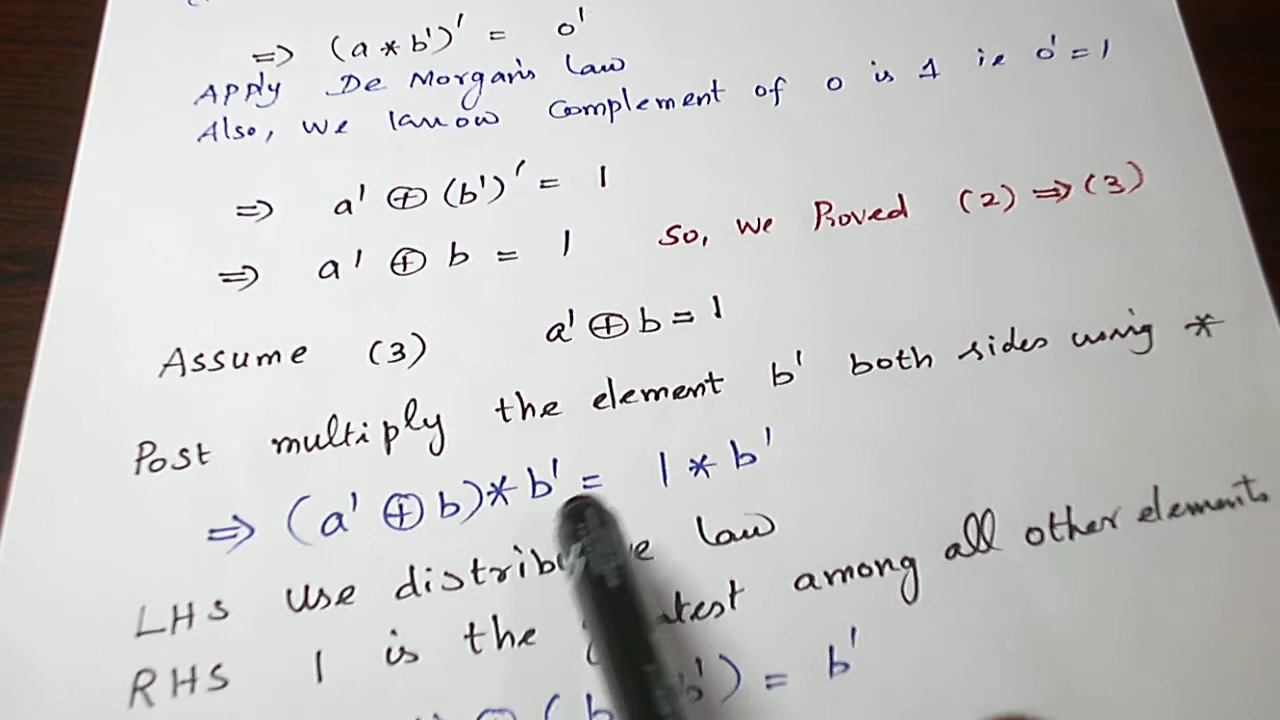 ⇒ (a * b')' = 0'
Apply De Morgan's law
Also, we know complement of 0 is 1 ie 0' = 1
⇒ a' ⊕ (b')' = 1
⇒ a' ⊕ b = 1 So, we Proved (2) ⇒ (3)
Assume (3) a' ⊕ b = 1
Post multiply the element b' both sides using *
⇒ (a' ⊕ b) * b' = 1 * b'
LHS use law
RHS 1 is the among all other elements
b') = b'